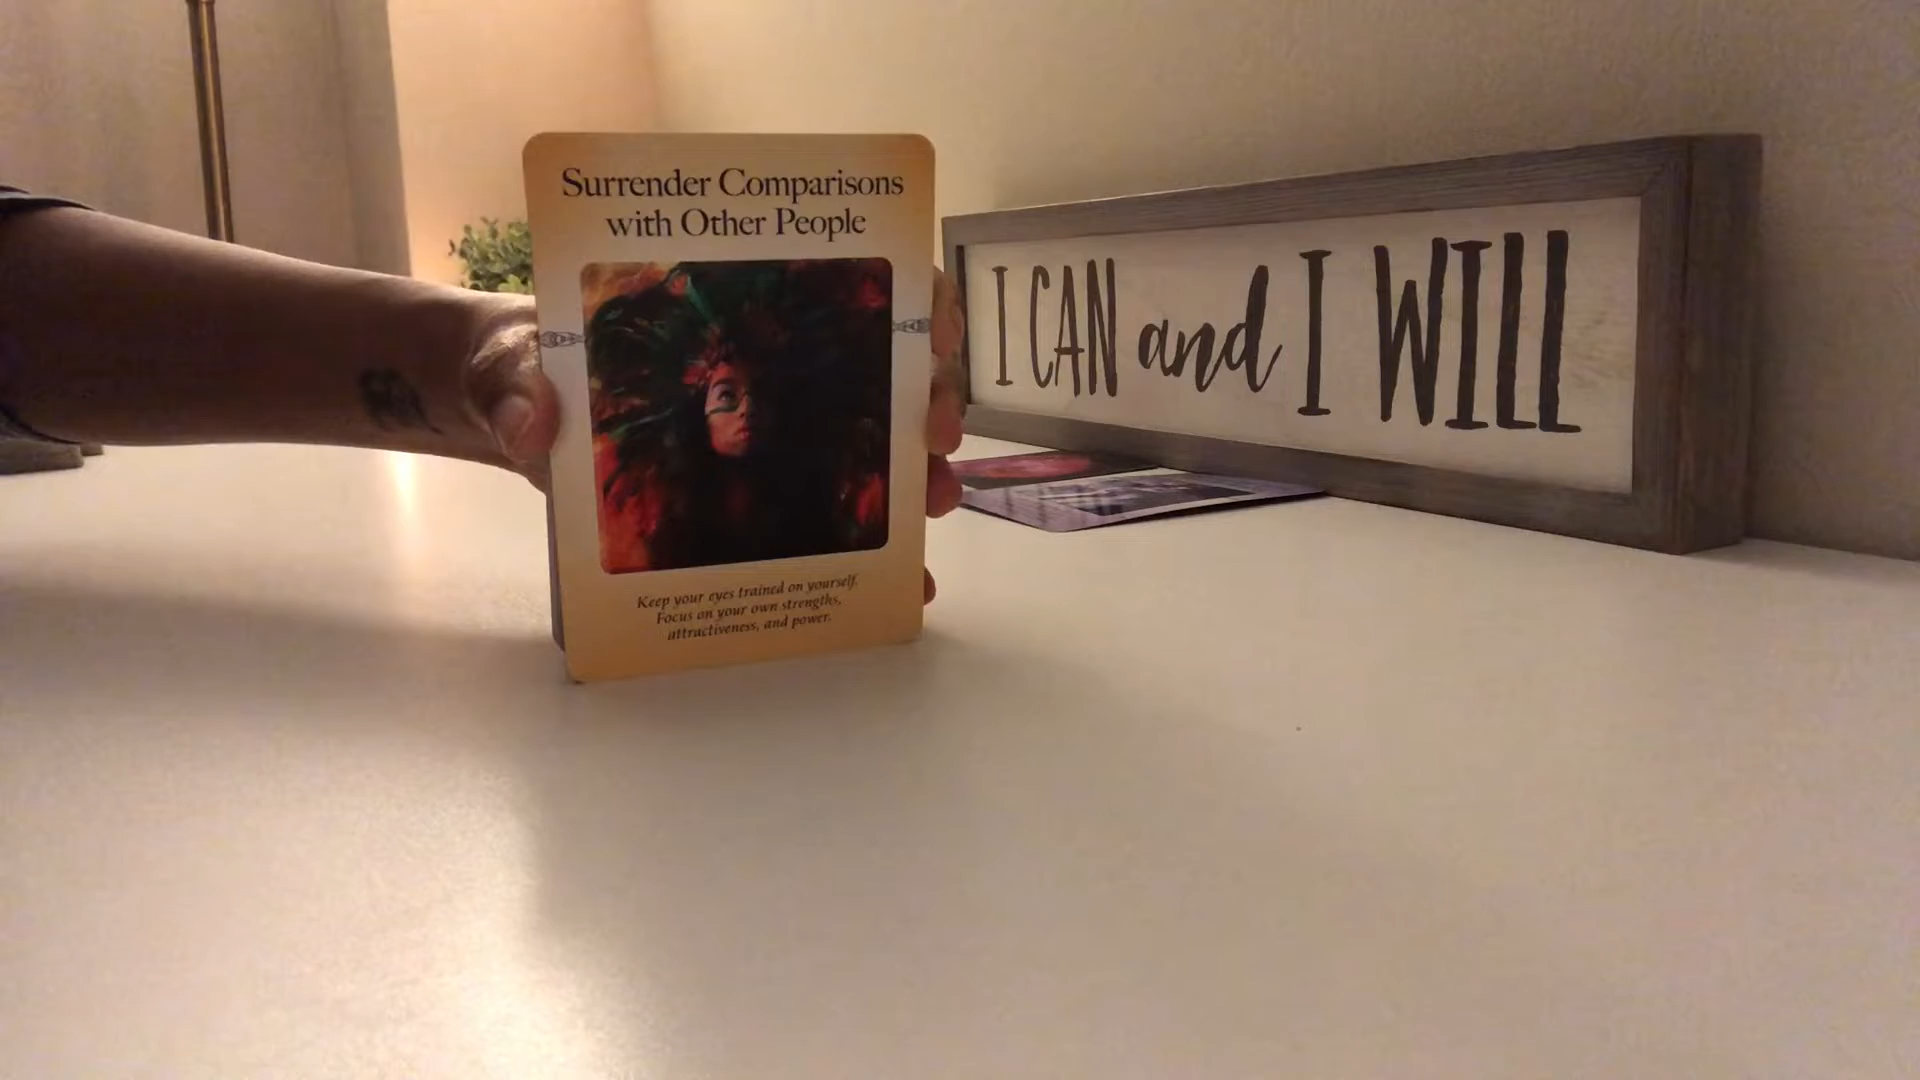 Surrender Comparisons
with Other People
Keep your eyes trained on yourself.
Focus on your own strengths,
attractiveness, and power.
I CAN and I WILL